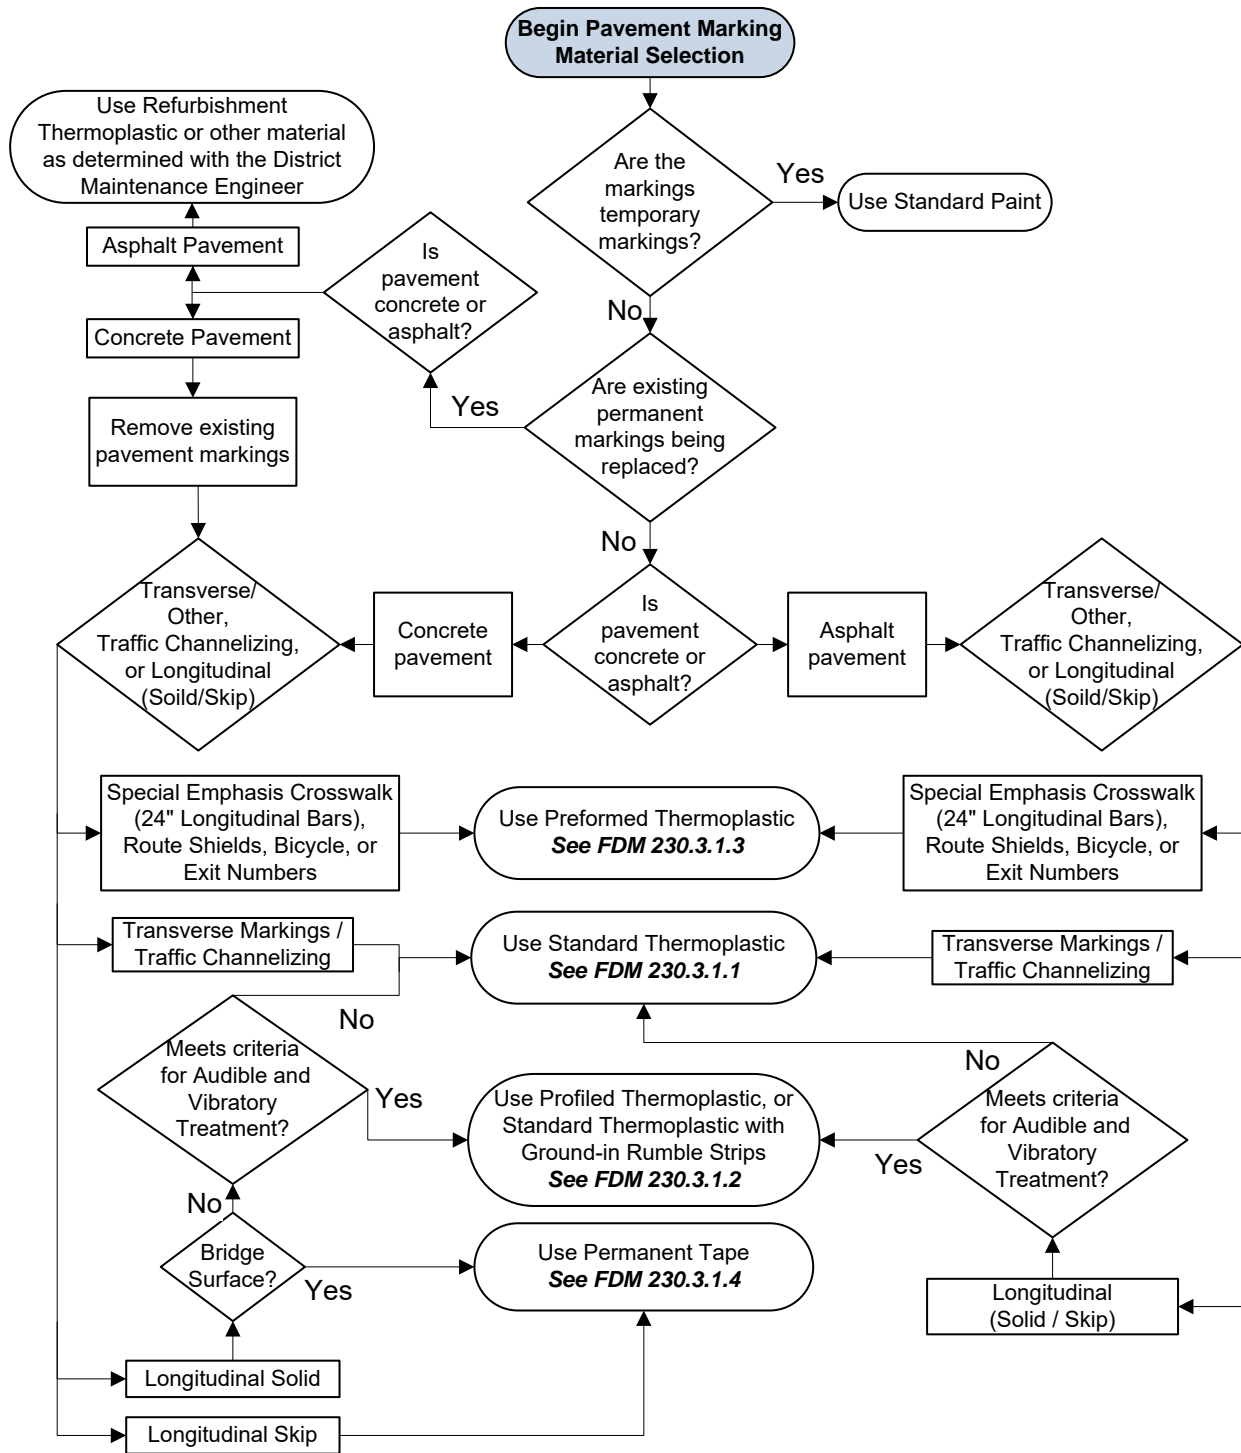 Begin Pavement Marking
Material Selection
Use Refurbishment
Thermoplastic or other material
as determined with the District
Maintenance Engineer
Are the
markings
temporary
markings?
Yes
Use Standard Paint
Asphalt Pavement
Is
pavement
concrete or
asphalt?
No
Concrete Pavement
Are existing
permanent
markings being
replaced?
Yes
Remove existing
pavement markings
No
Transverse/
Other,
Traffic Channelizing,
or Longitudinal
(Soild/Skip)
Concrete
pavement
Is
pavement
concrete or
asphalt?
Asphalt
pavement
Transverse/
Other,
Traffic Channelizing,
or Longitudinal
(Soild/Skip)
Special Emphasis Crosswalk
(24" Longitudinal Bars),
Route Shields, Bicycle, or
Exit Numbers
Use Preformed Thermoplastic
See FDM 230.3.1.3
Special Emphasis Crosswalk
(24" Longitudinal Bars),
Route Shields, Bicycle, or
Exit Numbers
Transverse Markings /
Traffic Channelizing
Use Standard Thermoplastic
See FDM 230.3.1.1
Transverse Markings /
Traffic Channelizing
No
No
Meets criteria
for Audible and
Vibratory
Treatment?
Yes
Use Profiled Thermoplastic, or
Standard Thermoplastic with
Ground-in Rumble Strips
See FDM 230.3.1.2
Yes
Meets criteria
for Audible and
Vibratory
Treatment?
No
Bridge
Surface?
Yes
Use Permanent Tape
See FDM 230.3.1.4
Longitudinal
(Solid / Skip)
Longitudinal Solid
Longitudinal Skip